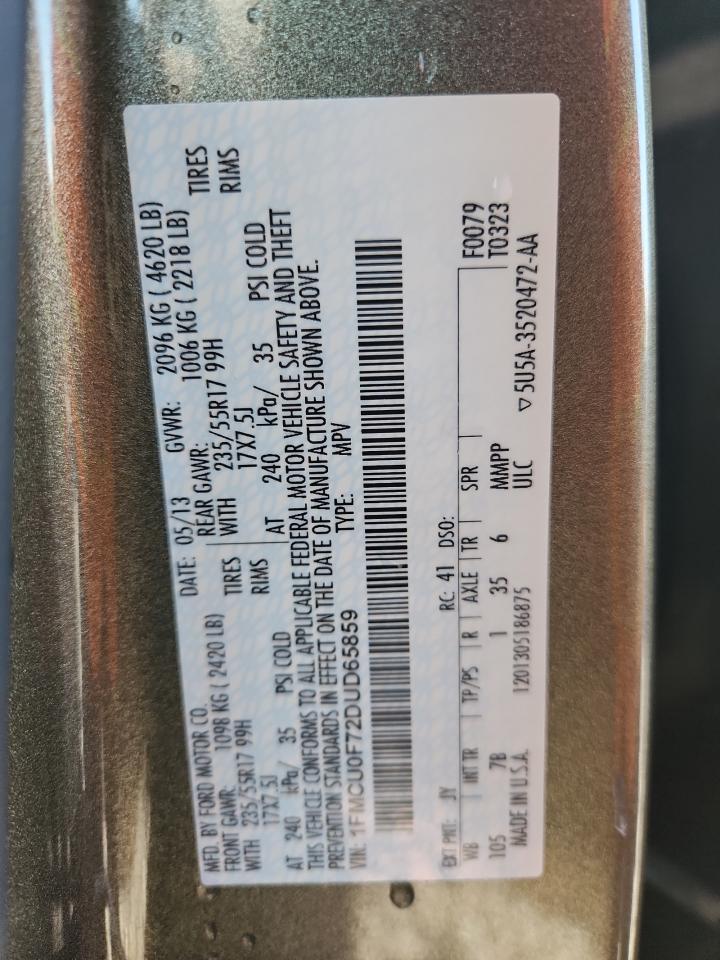 MFD. BY FORD MOTOR CO.
DATE: 05/13 GVWR: 2096 KG ( 4620 LB)
FRONT GAWR: 1098 KG ( 2420 LB)
REAR GAWR: 1006 KG ( 2218 LB)
WITH 235/55R17 99H TIRES
WITH 235/55R17 99H TIRES
17X7.5J RIMS
17X7.5J RIMS
AT 240 kPa/ 35 PSI COLD
AT 240 kPa/ 35 PSI COLD
THIS VEHICLE CONFORMS TO ALL APPLICABLE FEDERAL MOTOR VEHICLE SAFETY AND THEFT
PREVENTION STANDARDS IN EFFECT ON THE DATE OF MANUFACTURE SHOWN ABOVE.
VIN: 1FMCU0F72DUD65859 TYPE: MPV
EXT PNT: JY RC: 41 DSO:
WB INT TR TP/PS R AXLE TR SPR F0079
105 7B 1 35 6 MMPP T0323
MADE IN U.S.A. 1201305186875 ULC ▽ 5U5A-3520472-AA